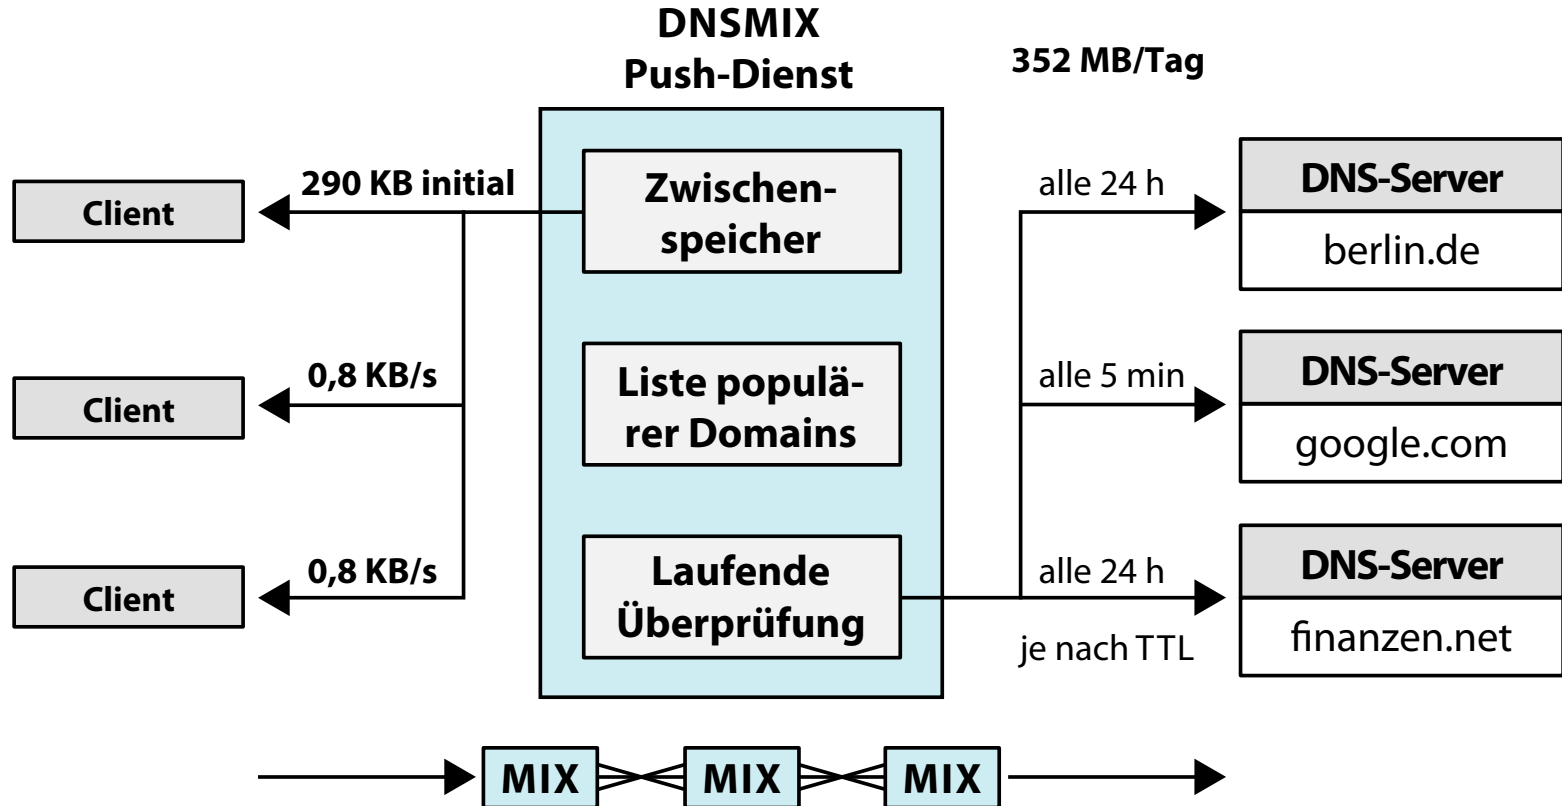 DNSMIX
Push-Dienst
352 MB/Tag
290 KB initial
Client
0,8 KB/s
Client
0,8 KB/s
Client
Zwischen-
speicher
Liste populä-
rer Domains
Laufende
Überprüfung
alle 24 h
DNS-Server
berlin.de
alle 5 min
DNS-Server
google.com
alle 24 h
je nach TTL
DNS-Server
finanzen.net
MIX
MIX
MIX